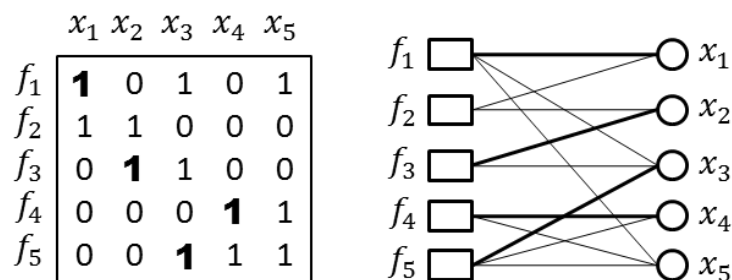 x₁ x₂ x₃ x₄ x₅
f₁ 1 0 1 0 1
f₂ 1 1 0 0 0
f₃ 0 1 1 0 0
f₄ 0 0 0 1 1
f₅ 0 0 1 1 1
f₁ x₁
f₂ x₂
f₃ x₃
f₄ x₄
f₅ x₅